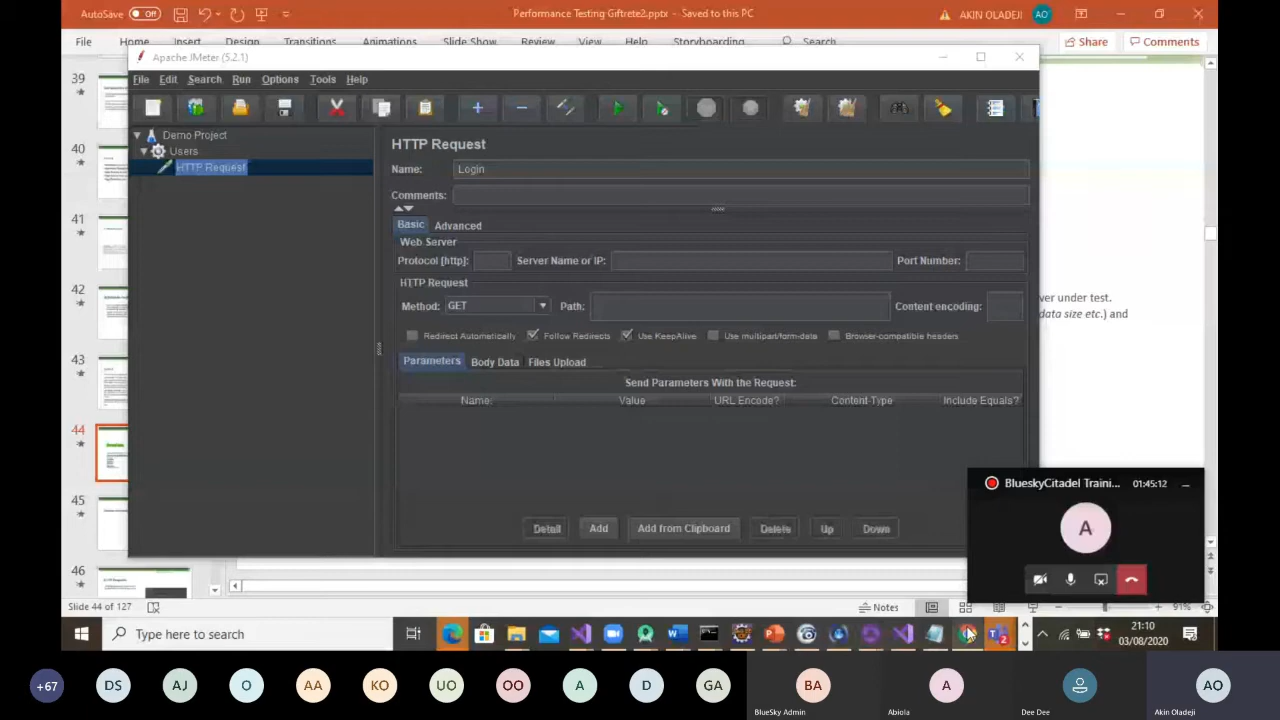 AutoSave Off
Performance Testing Giftrete2.pptx - Saved to this PC
AKIN OLADEJI
AO
File Home Insert Draw Design Transitions Animations Slide Show Review View Help Storyboarding Search
Share
Comments
Apache JMeter (5.2.1)
File Edit Search Run Options Tools Help
39
40
41
42
43
44
45
46
Demo Project
Users
HTTP Request
HTTP Request
Name: Login
Comments:
Basic Advanced
Web Server
Protocol [http]: Server Name or IP: Port Number:
HTTP Request
Method: GET Path: Content encoding:
Redirect Automatically Follow Redirects Use KeepAlive Use multipart/form-data Browser-compatible headers
Parameters Body Data Files Upload
Send Parameters With the Request:
Name: Value URL Encode? Content-Type Include Equals?
Detail Add Add from Clipboard Delete Up Down
ver under test.
data size etc.) and
BlueskyCitadel Traini... 01:45:12
A
Slide 44 of 127
Notes
91%
Type here to search
21:10
03/08/2020
+67 DS AJ O AA KO UO OO A D GA BA A AO
BlueSky Admin
Abiola
Dee Dee
Akin Oladeji